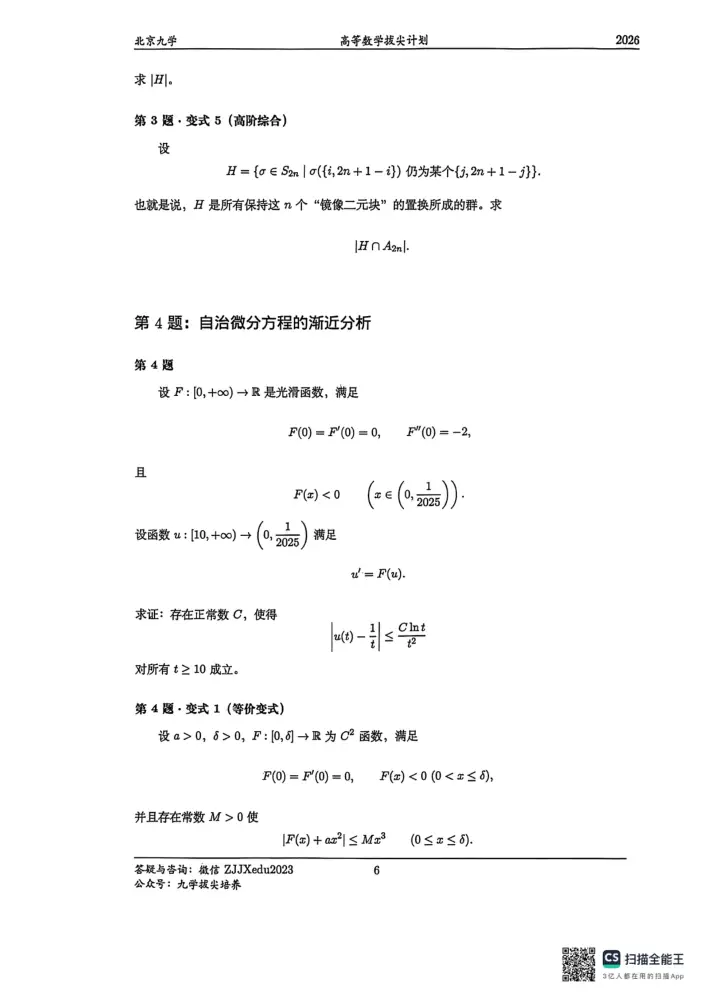 北京九学 高等数学拔尖计划 2026
求 |H|。
第 3 题·变式 5（高阶综合）
设
H = {σ ∈ S₂ₙ | σ({i, 2n + 1 − i}) 仍为某个{j, 2n + 1 − j}}.
也就是说，H 是所有保持这 n 个“镜像二元块”的置换所成的群。求
|H ∩ A₂ₙ|.
第 4 题：自治微分方程的渐近分析
第 4 题
设 F : [0, +∞) → ℝ 是光滑函数，满足
F(0) = F′(0) = 0, F″(0) = −2,
且
F(x) < 0 (x ∈ (0, 1/2025)).
设函数 u : [10, +∞) → (0, 1/2025) 满足
u′ = F(u).
求证：存在正常数 C，使得
|u(t) − 1/t| ≤ C ln t / t²
对所有 t ≥ 10 成立。
第 4 题·变式 1（等价变式）
设 a > 0，δ > 0，F : [0, δ] → ℝ 为 C² 函数，满足
F(0) = F′(0) = 0, F(x) < 0 (0 < x ≤ δ),
并且存在常数 M > 0 使
|F(x) + ax²| ≤ Mx³ (0 ≤ x ≤ δ).
答疑与咨询：微信 ZJJXedu2023 6
公众号：九学拔尖培养
CS 扫描全能王
3亿人都在用的扫描App